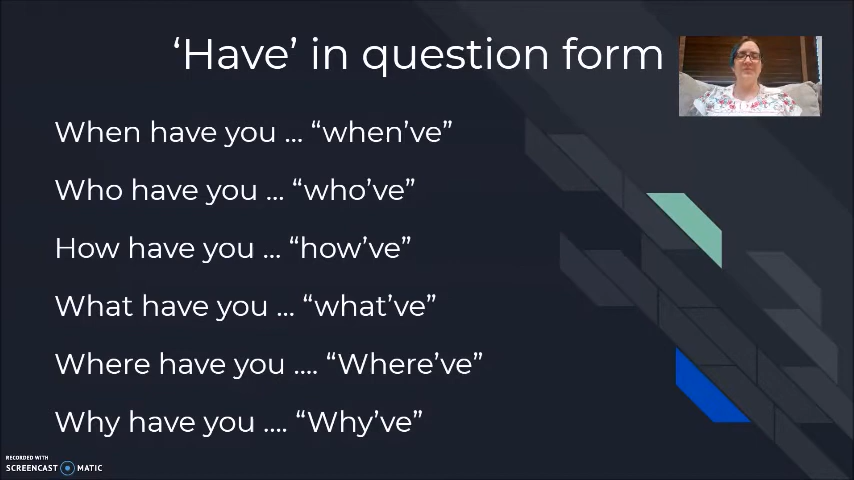 ‘Have’ in question form
When have you ... “when’ve”
Who have you ... “who’ve”
How have you ... “how’ve”
What have you ... “what’ve”
Where have you .... “Where’ve”
Why have you .... “Why’ve”
RECORDED WITH
SCREENCAST MATIC